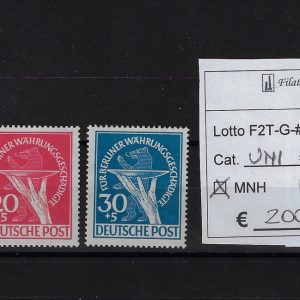 FÜR BERLINER WÄHRUNGSGESCHÄDIGTE
20
+5
DEUTSCHE POST
FÜR BERLINER WÄHRUNGSGESCHÄDIGTE
30
+5
DEUTSCHE POST
Lotto F2T-G-#
Cat. UNI
MNH
€ 200